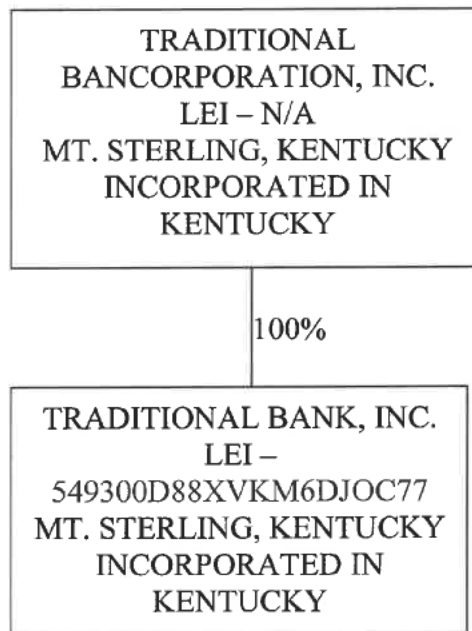 TRADITIONAL
BANCORPORATION, INC.
LEI – N/A
MT. STERLING, KENTUCKY
INCORPORATED IN
KENTUCKY
100%
TRADITIONAL BANK, INC.
LEI –
549300D88XVKM6DJOC77
MT. STERLING, KENTUCKY
INCORPORATED IN
KENTUCKY